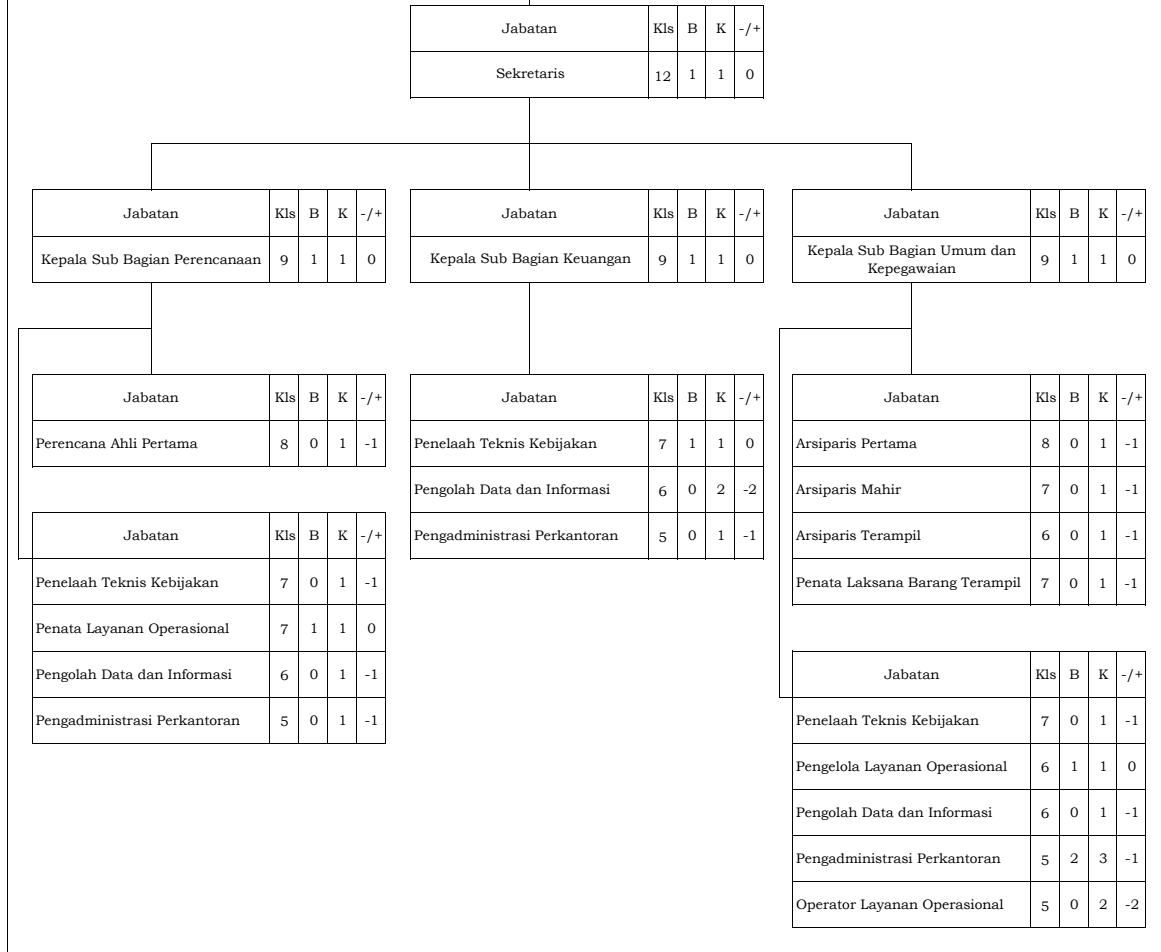 Jabatan Kls B K -/+
Sekretaris 12 1 1 0
Jabatan Kls B K -/+
Kepala Sub Bagian Perencanaan 9 1 1 0
Jabatan Kls B K -/+
Kepala Sub Bagian Keuangan 9 1 1 0
Jabatan Kls B K -/+
Kepala Sub Bagian Umum dan
Kepegawaian 9 1 1 0
Jabatan Kls B K -/+
Perencana Ahli Pertama 8 0 1 -1
Jabatan Kls B K -/+
Penelaah Teknis Kebijakan 7 0 1 -1
Penata Layanan Operasional 7 1 1 0
Pengolah Data dan Informasi 6 0 1 -1
Pengadministrasi Perkantoran 5 0 1 -1
Jabatan Kls B K -/+
Penelaah Teknis Kebijakan 7 1 1 0
Pengolah Data dan Informasi 6 0 2 -2
Pengadministrasi Perkantoran 5 0 1 -1
Jabatan Kls B K -/+
Arsiparis Pertama 8 0 1 -1
Arsiparis Mahir 7 0 1 -1
Arsiparis Terampil 6 0 1 -1
Penata Laksana Barang Terampil 7 0 1 -1
Jabatan Kls B K -/+
Penelaah Teknis Kebijakan 7 0 1 -1
Pengelola Layanan Operasional 6 1 1 0
Pengolah Data dan Informasi 6 0 1 -1
Pengadministrasi Perkantoran 5 2 3 -1
Operator Layanan Operasional 5 0 2 -2